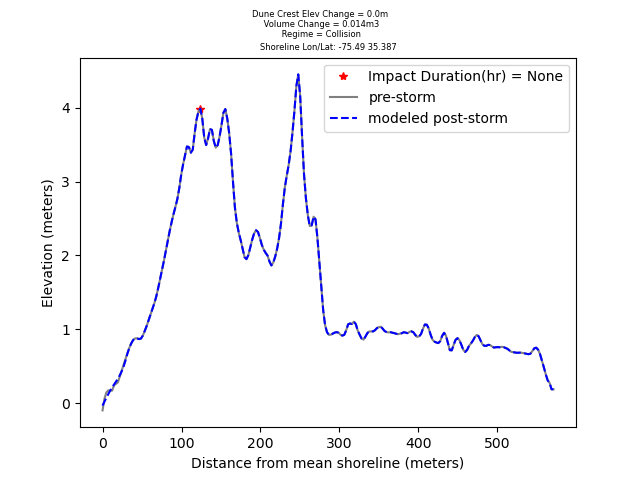 Dune Crest Elev Change = 0.0m
Volume Change = 0.014m3
Regime = Collision
Shoreline Lon/Lat: -75.49 35.387
Impact Duration(hr) = None
pre-storm
modeled post-storm
Elevation (meters)
4
3
2
1
0
0 100 200 300 400 500
Distance from mean shoreline (meters)